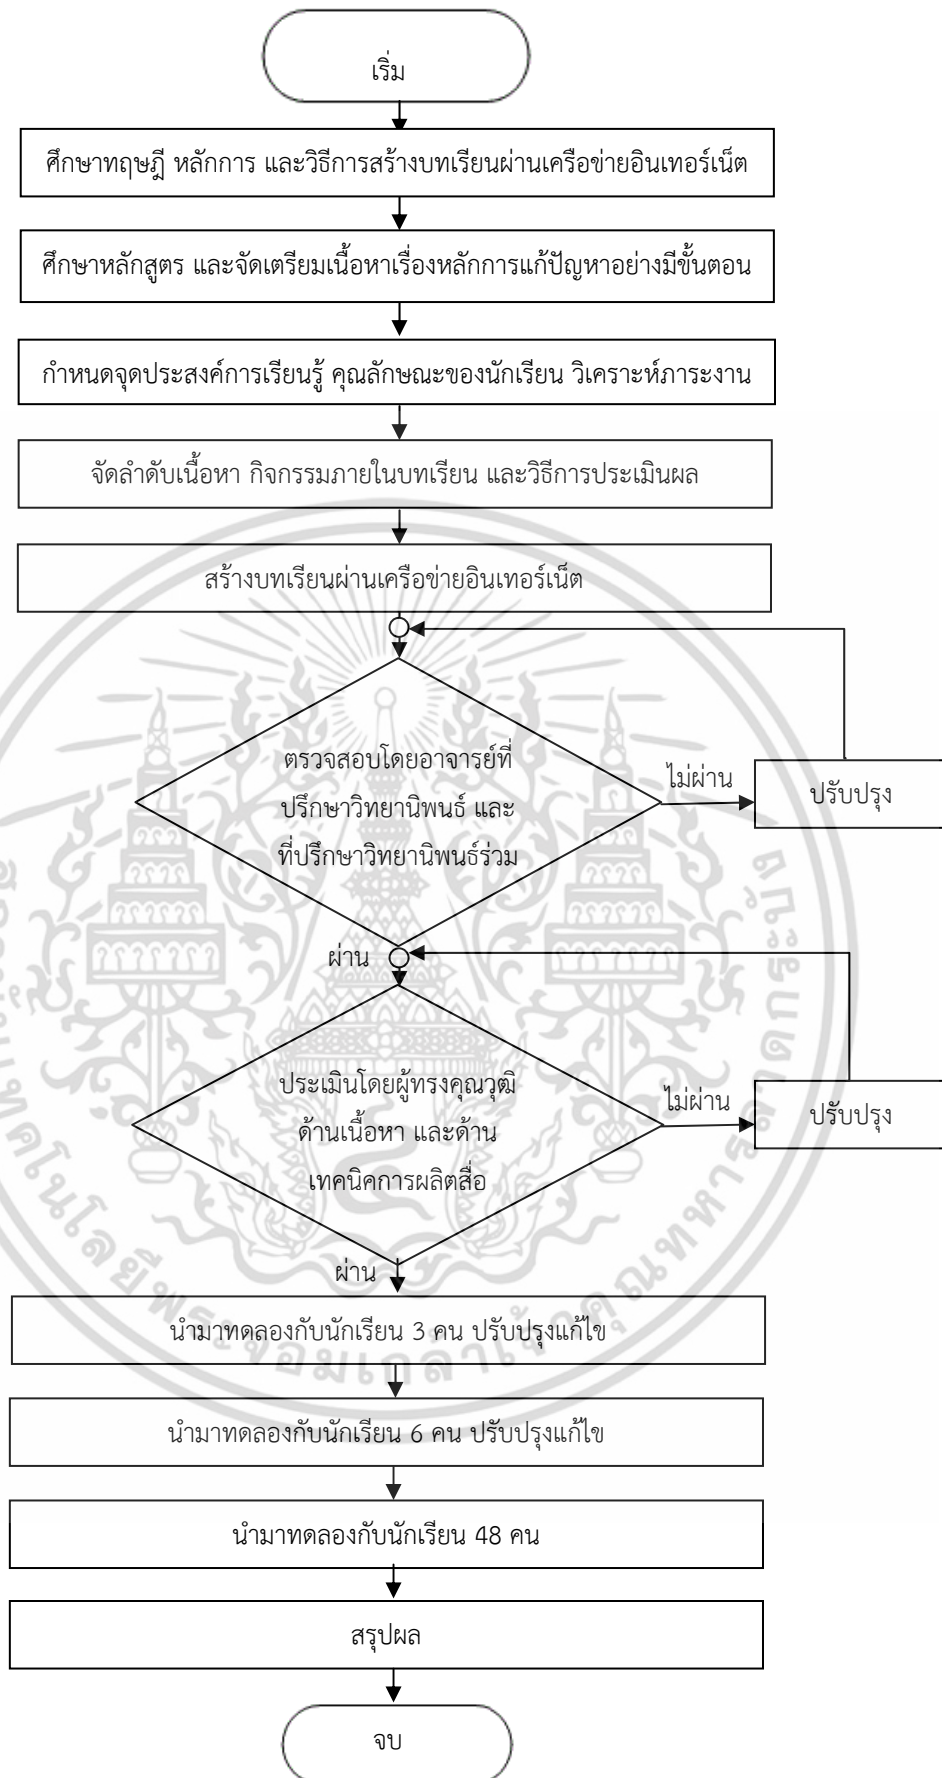 เริ่ม
ศึกษาทฤษฎี หลักการ และวิธีการสร้างบทเรียนผ่านเครือข่ายอินเทอร์เน็ต
ศึกษาหลักสูตร และจัดเตรียมเนื้อหาเรื่องหลักการแก้ปัญหาอย่างมีขั้นตอน
กำหนดจุดประสงค์การเรียนรู้ คุณลักษณะของนักเรียน วิเคราะห์ภาระงาน
จัดลำดับเนื้อหา กิจกรรมภายในบทเรียน และวิธีการประเมินผล
สร้างบทเรียนผ่านเครือข่ายอินเทอร์เน็ต
ตรวจสอบโดยอาจารย์ที่
ปรึกษาวิทยานิพนธ์ และ
ที่ปรึกษาวิทยานิพนธ์ร่วม
ไม่ผ่าน
ปรับปรุง
ผ่าน
ประเมินโดยผู้ทรงคุณวุฒิ
ด้านเนื้อหา และด้าน
เทคนิคการผลิตสื่อ
ไม่ผ่าน
ปรับปรุง
ผ่าน
นำมาทดลองกับนักเรียน 3 คน ปรับปรุงแก้ไข
นำมาทดลองกับนักเรียน 6 คน ปรับปรุงแก้ไข
นำมาทดลองกับนักเรียน 48 คน
สรุปผล
จบ